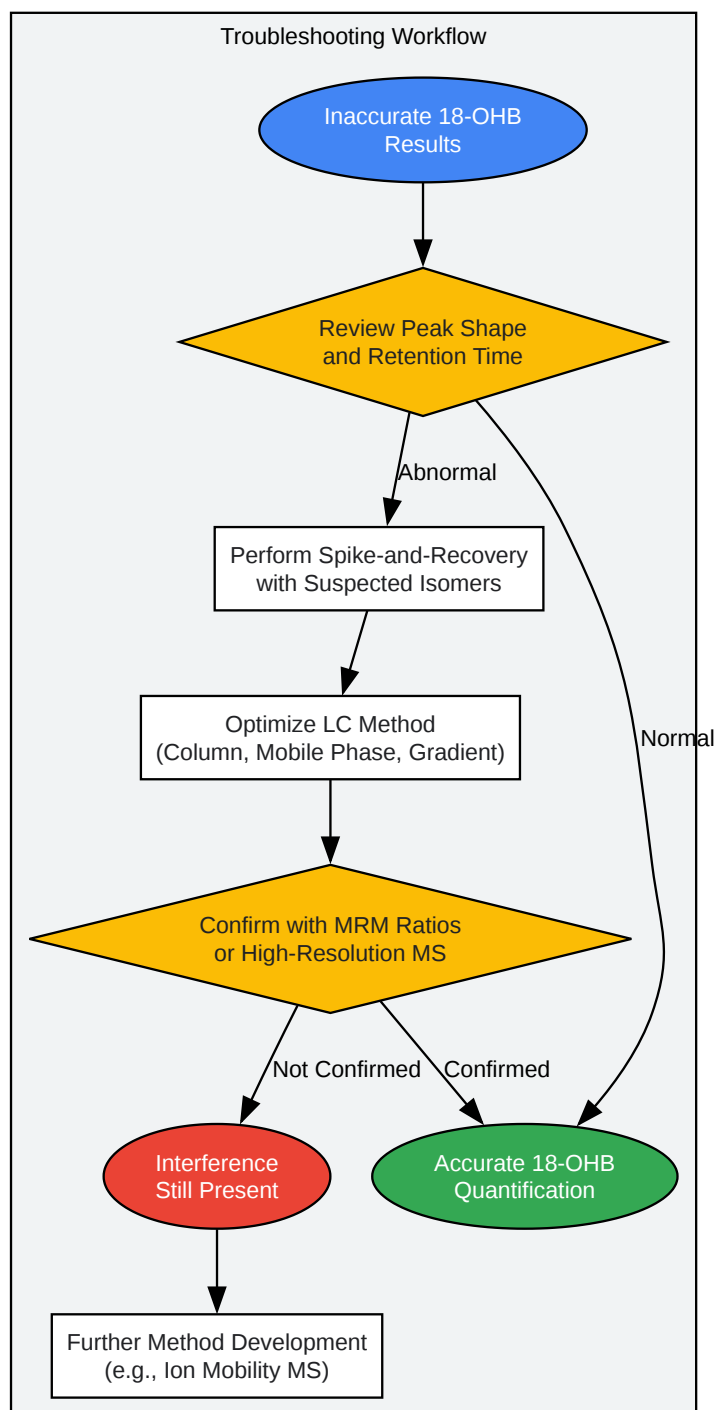 Troubleshooting Workflow
Inaccurate 18-OHB
Results
Review Peak Shape
and Retention Time
Abnormal
Perform Spike-and-Recovery
with Suspected Isomers
Optimize LC Method
(Column, Mobile Phase, Gradient)
Normal
Confirm with MRM Ratios
or High-Resolution MS
Not Confirmed
Confirmed
Interference
Still Present
Accurate 18-OHB
Quantification
Further Method Development
(e.g., Ion Mobility MS)